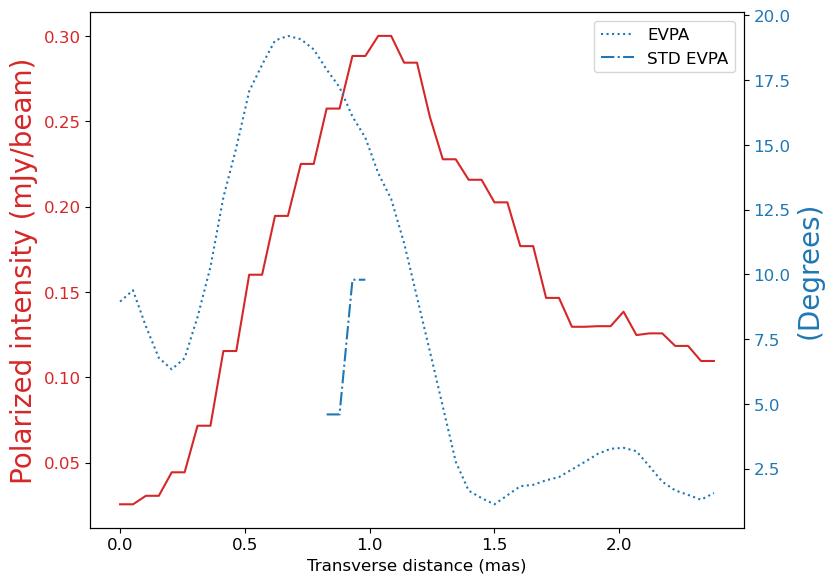 Polarized intensity (mJy/beam)
0.30
0.25
0.20
0.15
0.10
0.05
EVPA
STD EVPA
20.0
17.5
15.0
12.5
10.0
7.5
5.0
2.5
(Degrees)
0.0 0.5 1.0 1.5 2.0
Transverse distance (mas)